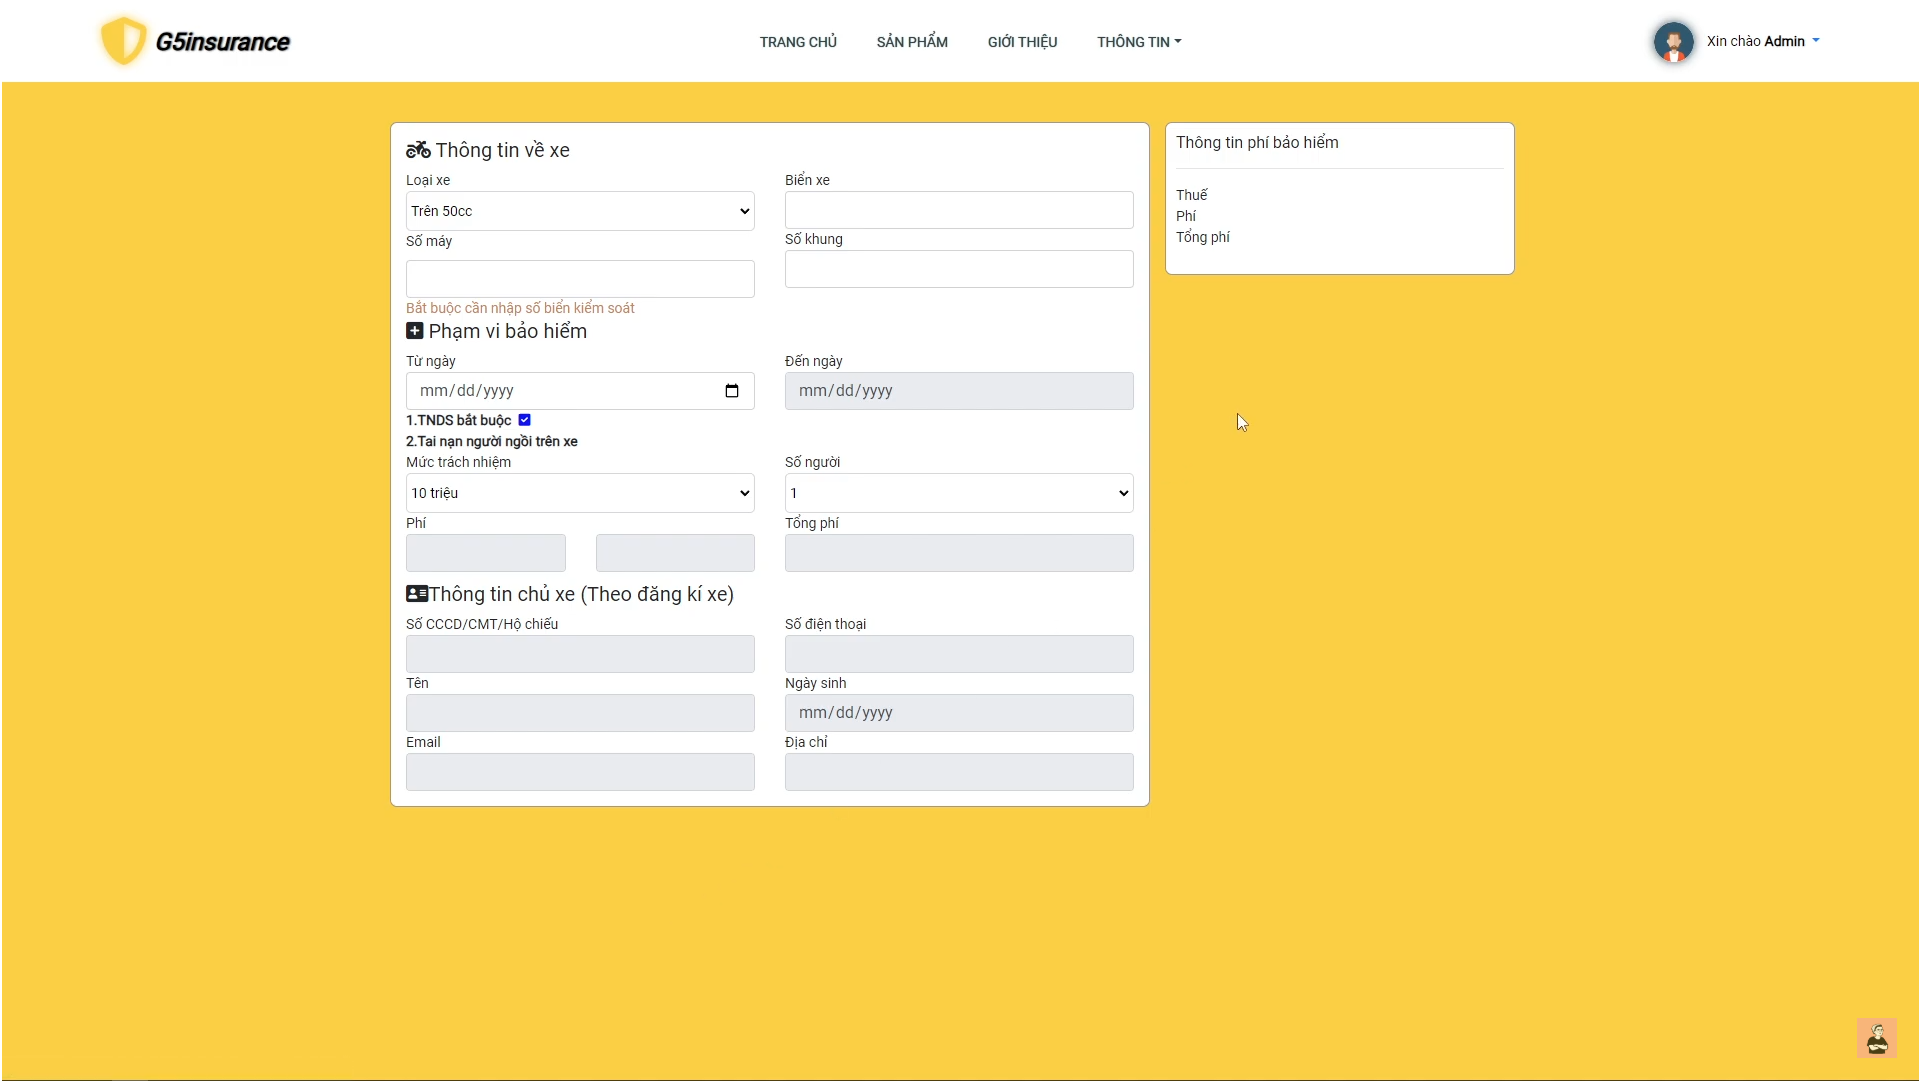 G5insurance
TRANG CHỦ SẢN PHẨM GIỚI THIỆU THÔNG TIN
Xin chào Admin
Thông tin về xe
Loại xe Biển xe
Trên 50cc
Số máy Số khung
Bắt buộc cần nhập số biển kiểm soát
Phạm vi bảo hiểm
Từ ngày Đến ngày
mm/dd/yyyy mm/dd/yyyy
1.TNDS bắt buộc
2.Tai nạn người ngồi trên xe
Mức trách nhiệm Số người
10 triệu 1
Phí Tổng phí
Thông tin chủ xe (Theo đăng kí xe)
Số CCCD/CMT/Hộ chiếu Số điện thoại
Tên Ngày sinh
mm/dd/yyyy
Email Địa chỉ
Thông tin phí bảo hiểm
Thuế
Phí
Tổng phí